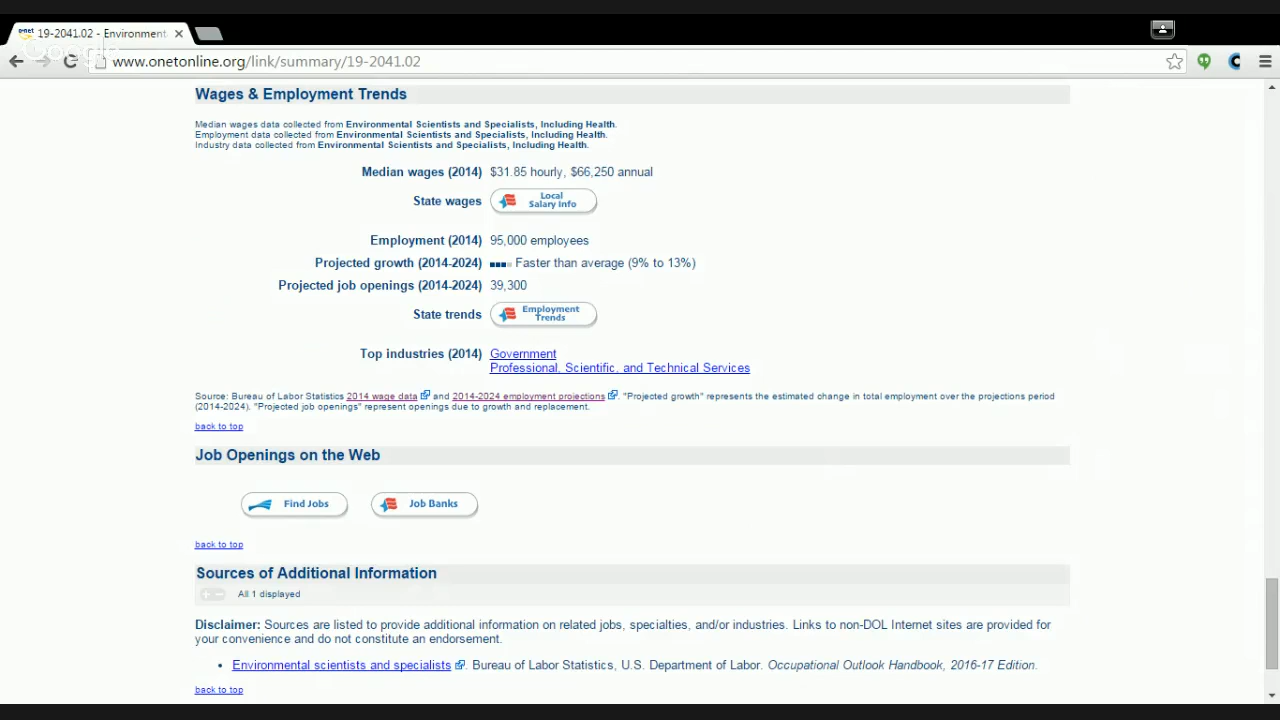 19-2041.02 - Environment
Google
www.onetonline.org/link/summary/19-2041.02
Wages & Employment Trends
Median wages data collected from Environmental Scientists and Specialists, Including Health.
Employment data collected from Environmental Scientists and Specialists, Including Health.
Industry data collected from Environmental Scientists and Specialists, Including Health.
Median wages (2014) $31.85 hourly, $66,250 annual
State wages Local Salary Info
Employment (2014) 95,000 employees
Projected growth (2014-2024) Faster than average (9% to 13%)
Projected job openings (2014-2024) 39,300
State trends Employment Trends
Top industries (2014) Government
Professional, Scientific, and Technical Services
Source: Bureau of Labor Statistics 2014 wage data and 2014-2024 employment projections. "Projected growth" represents the estimated change in total employment over the projections period
(2014-2024). "Projected job openings" represent openings due to growth and replacement.
back to top
Job Openings on the Web
Find Jobs Job Banks
back to top
Sources of Additional Information
All 1 displayed
Disclaimer: Sources are listed to provide additional information on related jobs, specialties, and/or industries. Links to non-DOL Internet sites are provided for
your convenience and do not constitute an endorsement.
• Environmental scientists and specialists. Bureau of Labor Statistics, U.S. Department of Labor. Occupational Outlook Handbook, 2016-17 Edition.
back to top